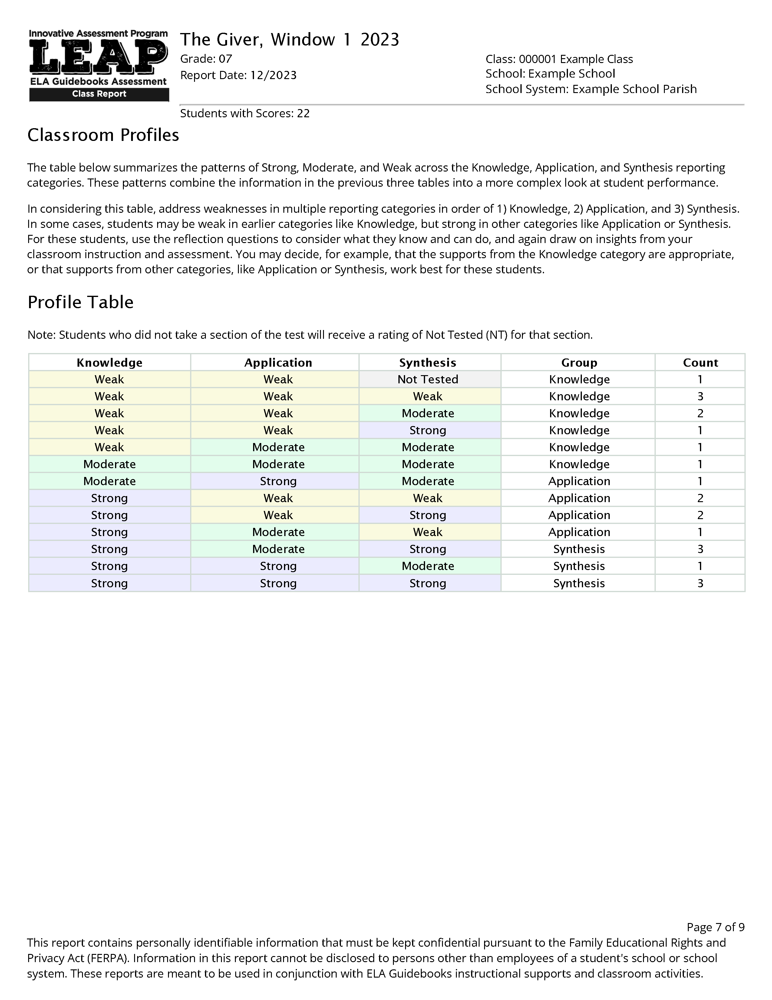 Innovative Assessment Program
LEAP
ELA Guidebooks Assessment
Class Report
The Giver, Window 1 2023
Grade: 07
Report Date: 12/2023
Class: 000001 Example Class
School: Example School
School System: Example School Parish
Students with Scores: 22
Classroom Profiles
The table below summarizes the patterns of Strong, Moderate, and Weak across the Knowledge, Application, and Synthesis reporting
categories. These patterns combine the information in the previous three tables into a more complex look at student performance.
In considering this table, address weaknesses in multiple reporting categories in order of 1) Knowledge, 2) Application, and 3) Synthesis.
In some cases, students may be weak in earlier categories like Knowledge, but strong in other categories like Application or Synthesis.
For these students, use the reflection questions to consider what they know and can do, and again draw on insights from your
classroom instruction and assessment. You may decide, for example, that the supports from the Knowledge category are appropriate,
or that supports from other categories, like Application or Synthesis, work best for these students.
Profile Table
Note: Students who did not take a section of the test will receive a rating of Not Tested (NT) for that section.
Knowledge Application Synthesis Group Count
Weak Weak Not Tested Knowledge 1
Weak Weak Weak Knowledge 3
Weak Weak Moderate Knowledge 2
Weak Weak Strong Knowledge 1
Weak Moderate Moderate Knowledge 1
Moderate Moderate Moderate Knowledge 1
Moderate Strong Moderate Application 1
Strong Weak Weak Application 2
Strong Weak Strong Application 2
Strong Moderate Weak Application 1
Strong Moderate Strong Synthesis 3
Strong Strong Moderate Synthesis 1
Strong Strong Strong Synthesis 3
Page 7 of 9
This report contains personally identifiable information that must be kept confidential pursuant to the Family Educational Rights and
Privacy Act (FERPA). Information in this report cannot be disclosed to persons other than employees of a student's school or school
system. These reports are meant to be used in conjunction with ELA Guidebooks instructional supports and classroom activities.